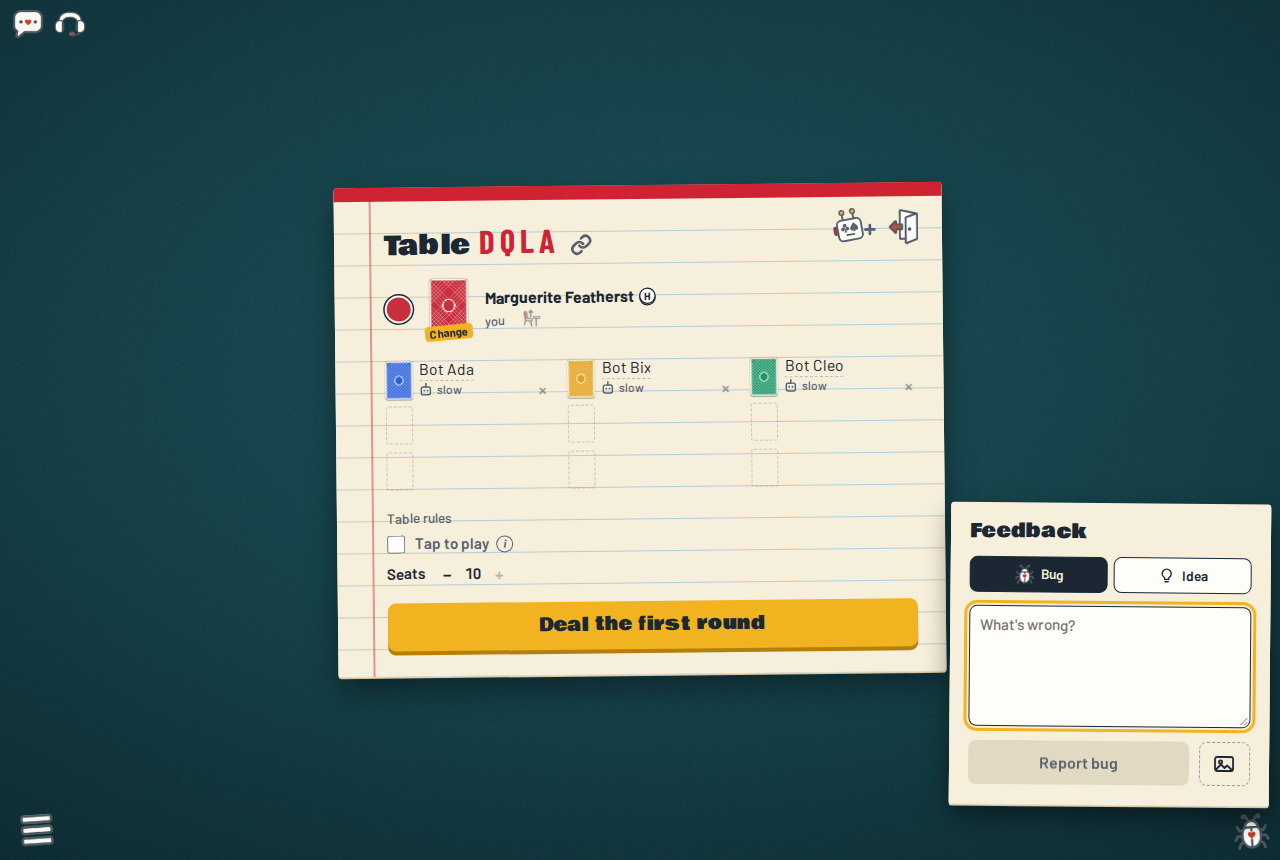 Table DQLA
Change
Marguerite Featherst H
you
Bot Ada
slow
×
Bot Bix
slow
×
Bot Cleo
slow
×
Table rules
Tap to play i
Seats – 10 +
Deal the first round
Feedback
Bug
Idea
What's wrong?
Report bug